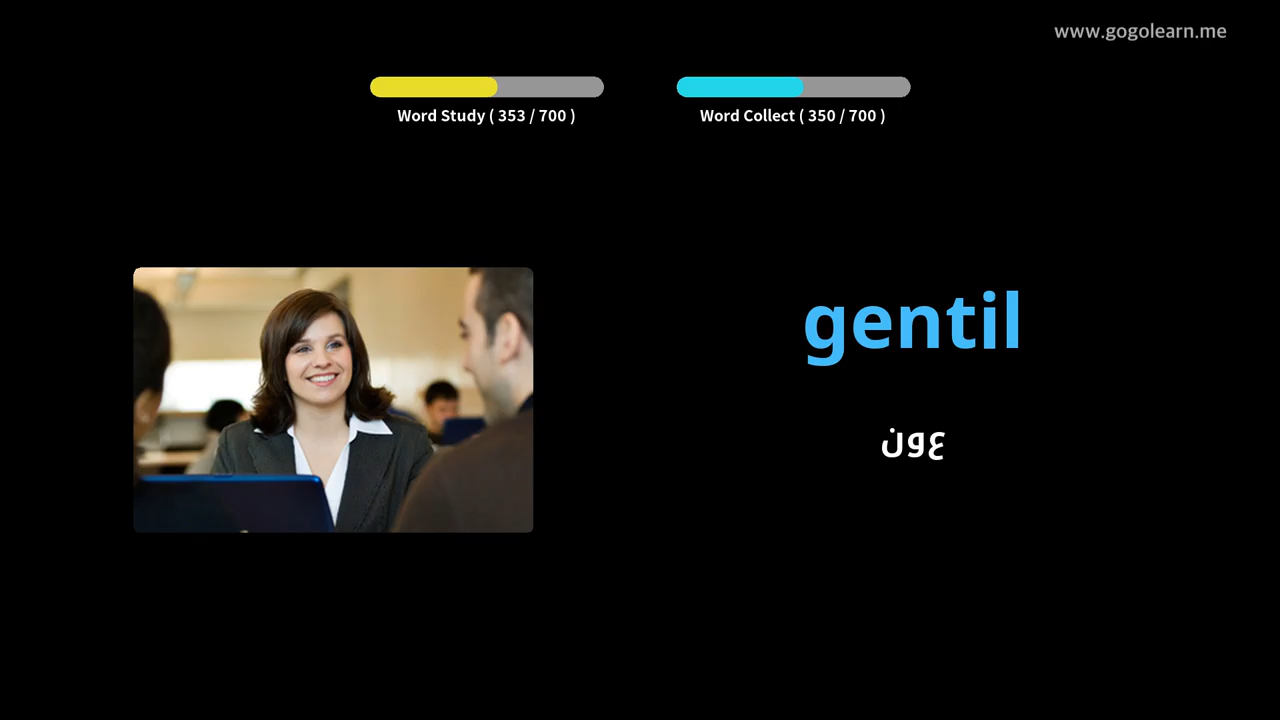 www.gogolearn.me
Word Study ( 353 / 700 )
Word Collect ( 350 / 700 )
gentil
عون